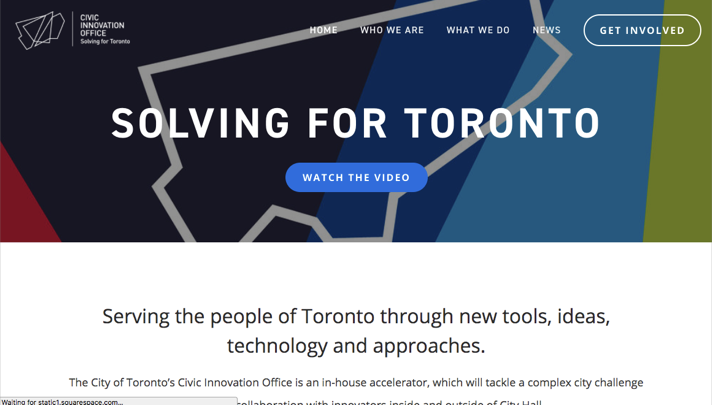 CIVIC
INNOVATION
OFFICE
Solving for Toronto
HOME WHO WE ARE WHAT WE DO NEWS GET INVOLVED
SOLVING FOR TORONTO
WATCH THE VIDEO
Serving the people of Toronto through new tools, ideas,
technology and approaches.
The City of Toronto’s Civic Innovation Office is an in-house accelerator, which will tackle a complex city challenge
collaboration with innovators inside and outside of City Hall.
Waiting for static1.squarespace.com...